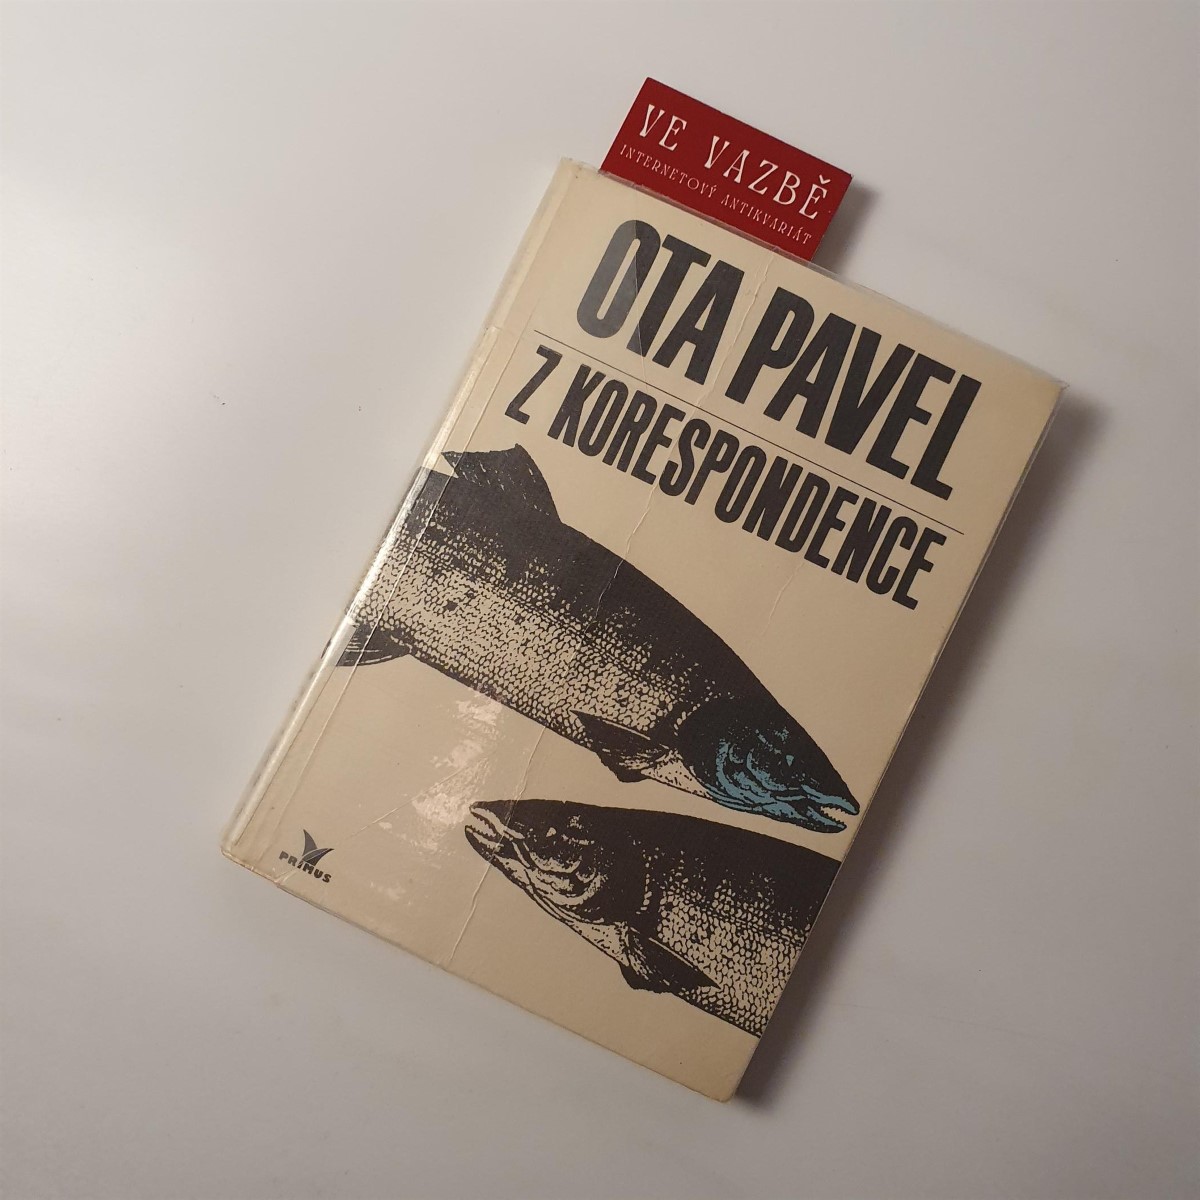 VE VAZBĚ
INTERNETOVÝ ANTIKVARIÁT
OTA PAVEL
Z KORESPONDENCE
PRIMUS